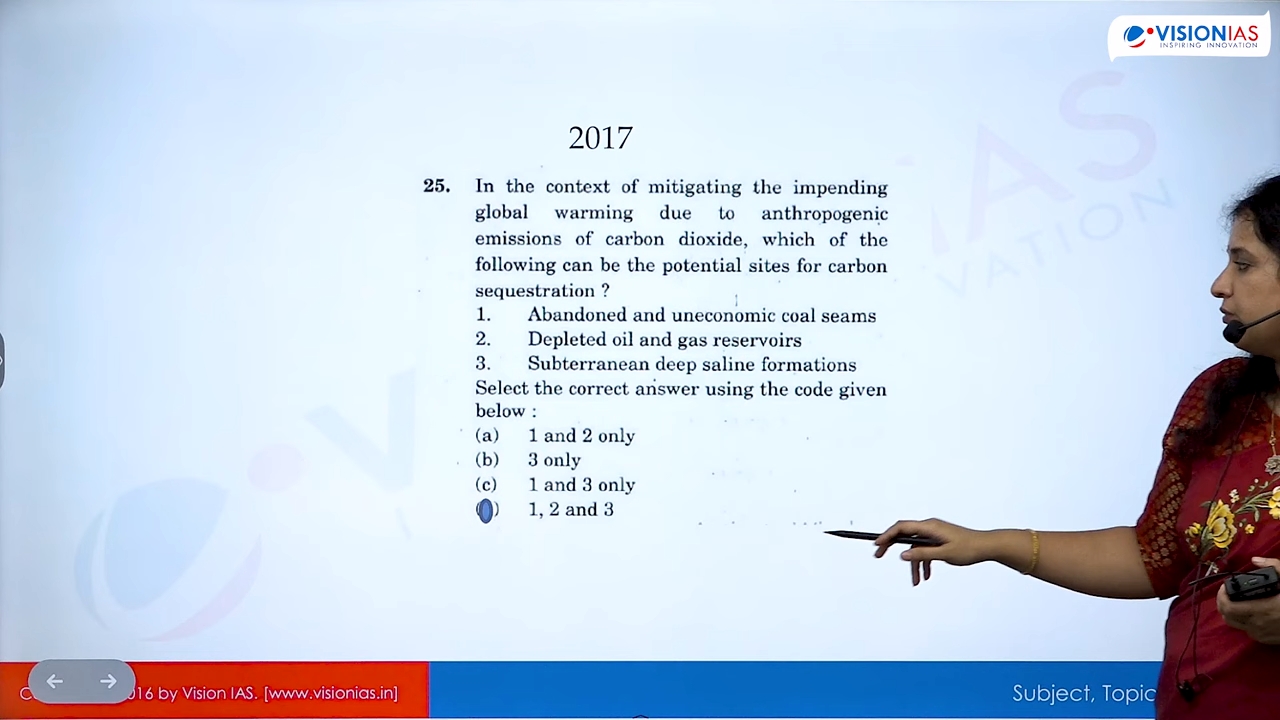 VISIONIAS
INSPIRING INNOVATION
2017
25. In the context of mitigating the impending
global warming due to anthropogenic
emissions of carbon dioxide, which of the
following can be the potential sites for carbon
sequestration ?
1. Abandoned and uneconomic coal seams
2. Depleted oil and gas reservoirs
3. Subterranean deep saline formations
Select the correct answer using the code given
below :
(a) 1 and 2 only
(b) 3 only
(c) 1 and 3 only
) 1, 2 and 3
16 by Vision IAS. [www.visionias.in]
Subject, Topic